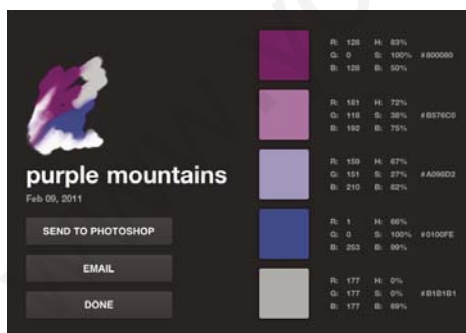 purple mountains
Feb 09, 2011
SEND TO PHOTOSHOP
EMAIL
DONE
R: 128 H: 83%
G: 0 S: 100% #800080
B: 128 B: 50%
R: 181 H: 72%
G: 118 S: 38% #B576C0
B: 192 B: 75%
R: 159 H: 67%
G: 151 S: 27%
B: 210 B: 82%
R: 1 H: 66%
G: 0 S: 100% #0100FE
B: 253 B: 99%
R: 177 H: 0%
G: 177 S: 0% #B1B1B1
B: 177 B: 69%